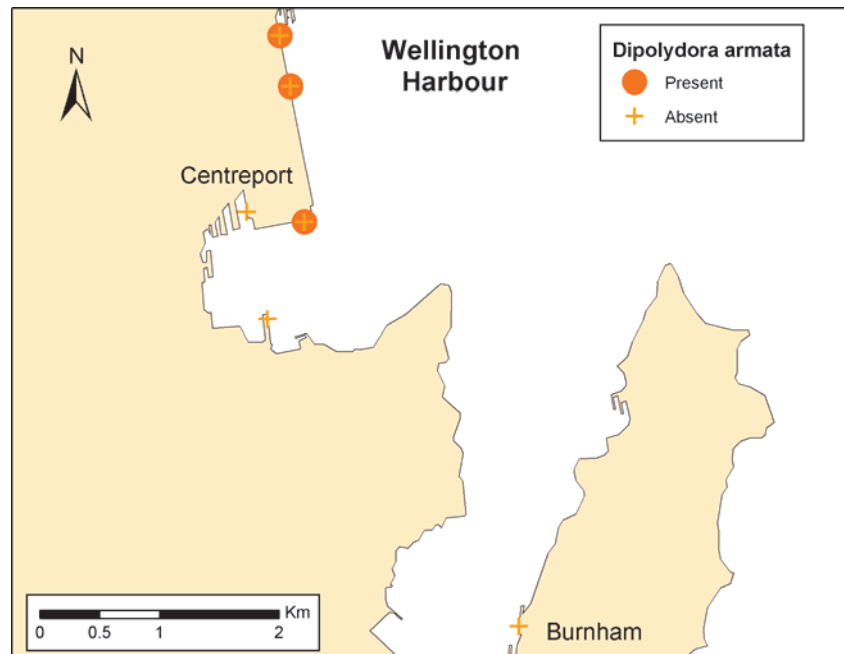 N
Wellington
Harbour
Dipolydora armata
Present
Absent
Centreport
Km
0 0.5 1 2
Burnham